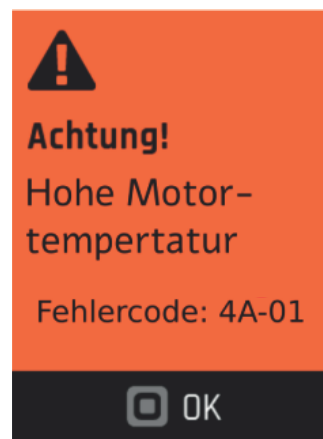 Achtung!
Hohe Motor-
tempertatur
Fehlercode: 4A-01
OK